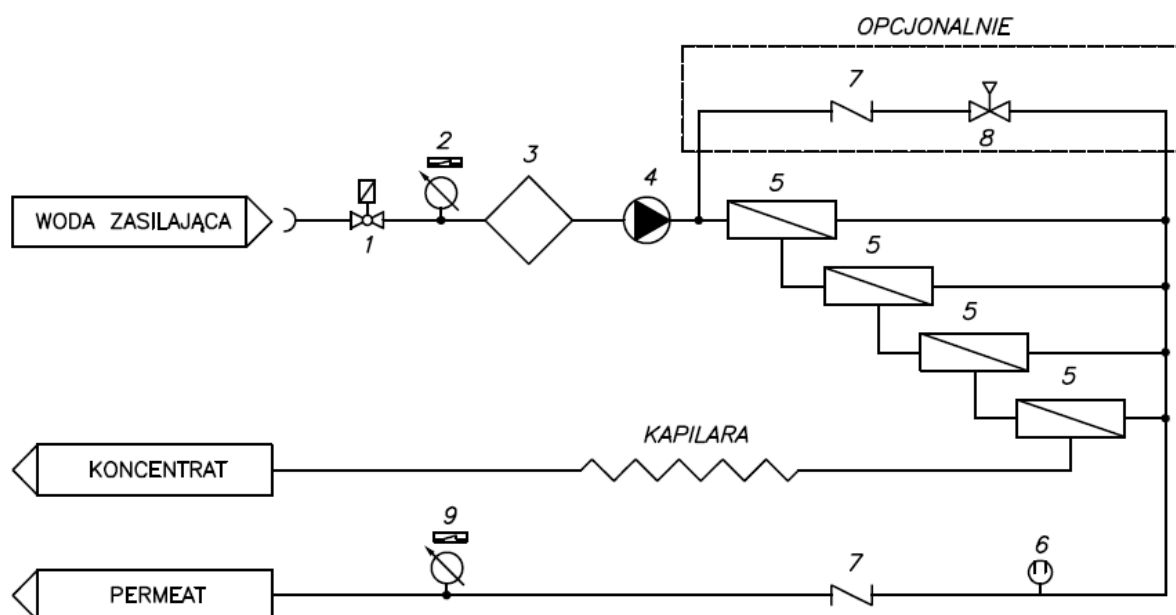 OPCJONALNIE
7
8
2
3
4
5
WODA ZASILAJĄCA
1
5
5
5
KAPILARA
KONCENTRAT
9
7
6
PERMEAT